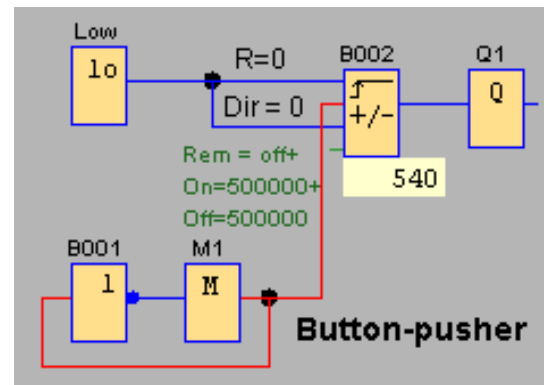 Low
lo
R=0
B002
Q1
Q
+/-
Dir = 0
Rem = off+
On=500000+
Off=500000
540
B001
1
M1
M
Button-pusher